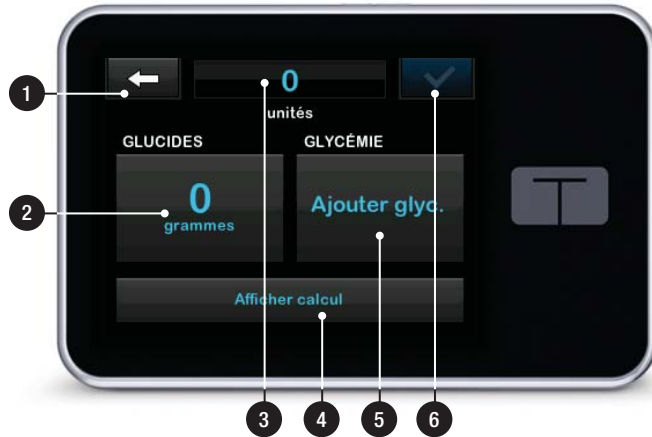 0
unités
GLUCIDES GLYCÉMIE
0
grammes
Ajouter glyc.
Afficher calcul
1
2
3 4 5 6